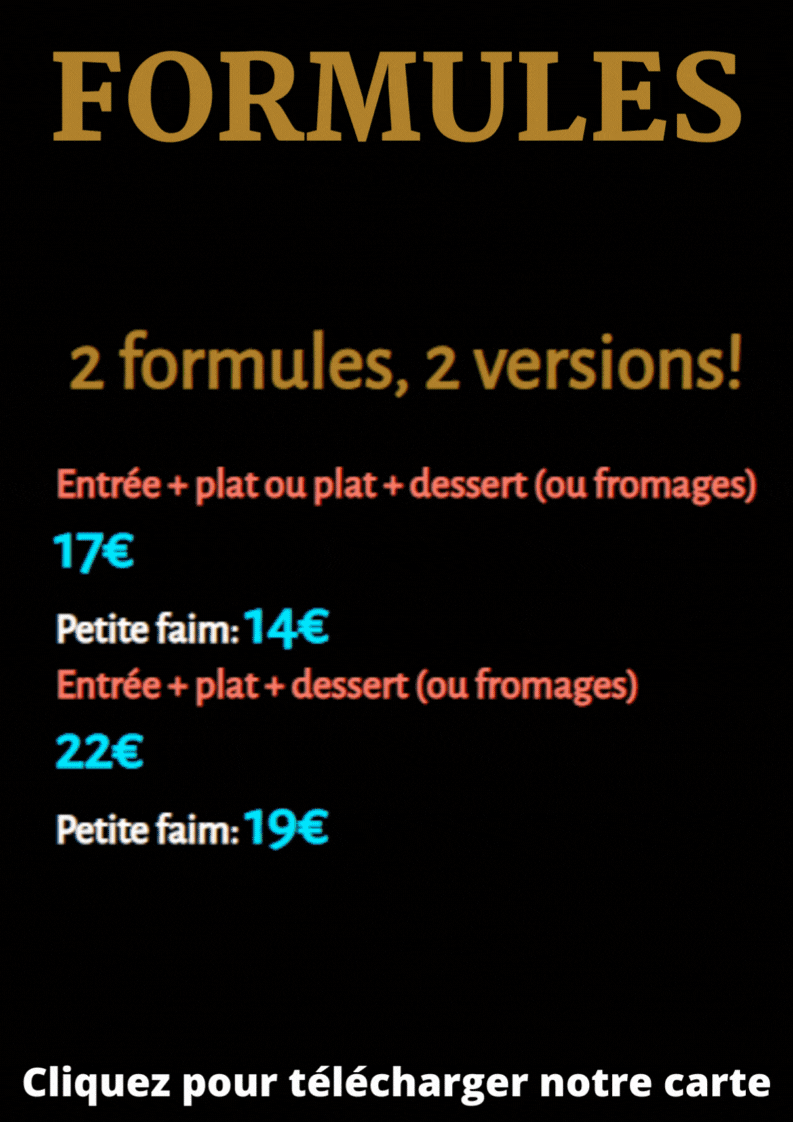 FORMULES
2 formules, 2 versions!
Entrée + plat ou plat + dessert (ou fromages)
17€
Petite faim: 14€
Entrée + plat + dessert (ou fromages)
22€
Petite faim: 19€
Cliquez pour télécharger notre carte